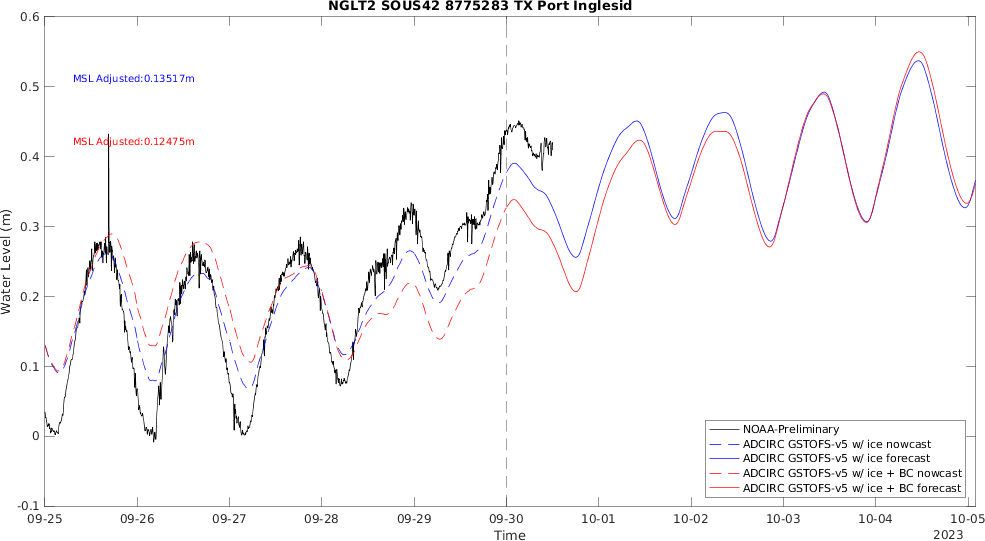 NGLT2 SOUS42 8775283 TX Port Inglesid
0.6
0.5
0.4
0.3
0.2
0.1
0
-0.1
Water Level (m)
MSL Adjusted:0.13517m
MSL Adjusted:0.12475m
NOAA-Preliminary
ADCIRC GSTOFS-v5 w/ ice nowcast
ADCIRC GSTOFS-v5 w/ ice forecast
ADCIRC GSTOFS-v5 w/ ice + BC nowcast
ADCIRC GSTOFS-v5 w/ ice + BC forecast
09-25 09-26 09-27 09-28 09-29 09-30 10-01 10-02 10-03 10-04 10-05
Time
2023